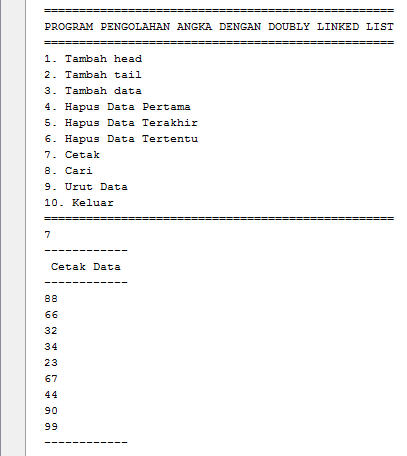 ==================================================
PROGRAM PENGOLAHAN ANGKA DENGAN DOUBLY LINKED LIST
==================================================
1. Tambah head
2. Tambah tail
3. Tambah data
4. Hapus Data Pertama
5. Hapus Data Terakhir
6. Hapus Data Tertentu
7. Cetak
8. Cari
9. Urut Data
10. Keluar
==================================================
7
------------
 Cetak Data
------------
88
66
32
34
23
67
44
90
99
------------